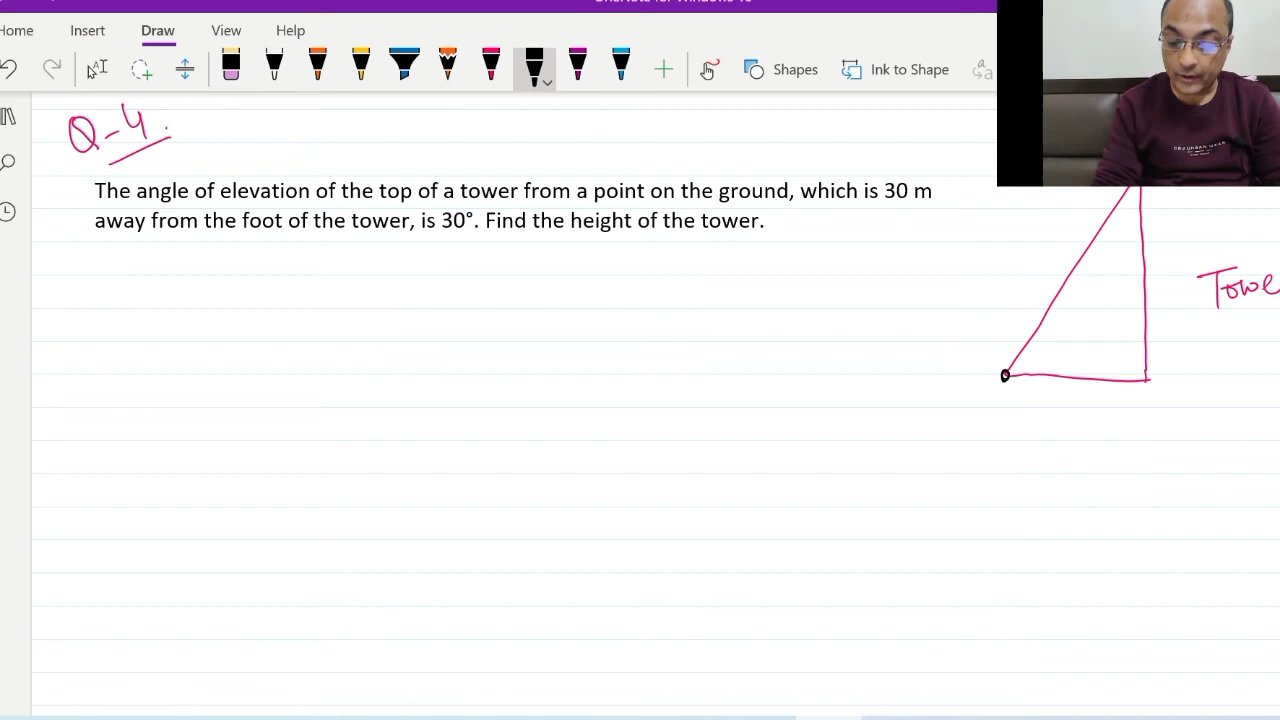 Home Insert Draw View Help
Shapes Ink to Shape
Q-4.
The angle of elevation of the top of a tower from a point on the ground, which is 30 m
away from the foot of the tower, is 30°. Find the height of the tower.
Towe